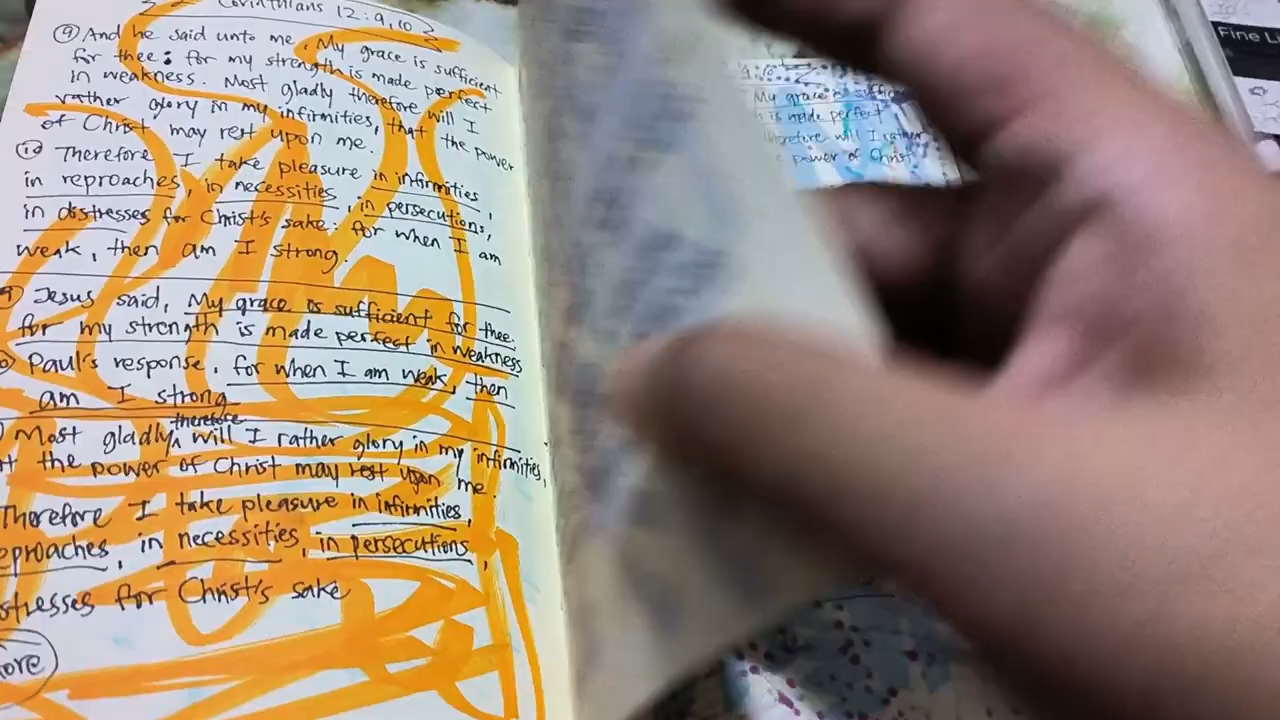 Corinthians 12:9,10
⑨ And he said unto me, My grace is sufficient
for thee: for my strength is made perfect
in weakness. Most gladly therefore will I
rather glory in my infirmities, that the power
of Christ may rest upon me.
⑩ Therefore I take pleasure in infirmities,
in reproaches, in necessities, in persecutions,
in distresses for Christ's sake: for when I am
weak, then am I strong.
9 Jesus said, My grace is sufficient for thee.
for my strength is made perfect in weakness
Paul's response, for when I am weak, then
am I strong
Most gladly therefore will I rather glory in my infirmities,
the power of Christ may rest upon me.
Therefore I take pleasure in infirmities,
eproaches, in necessities, in persecutions,
stresses for Christ's sake
ore
9,10
My grace is sufficie
h is made perfect
therefore will I rather
e power of Christ
Fine Li